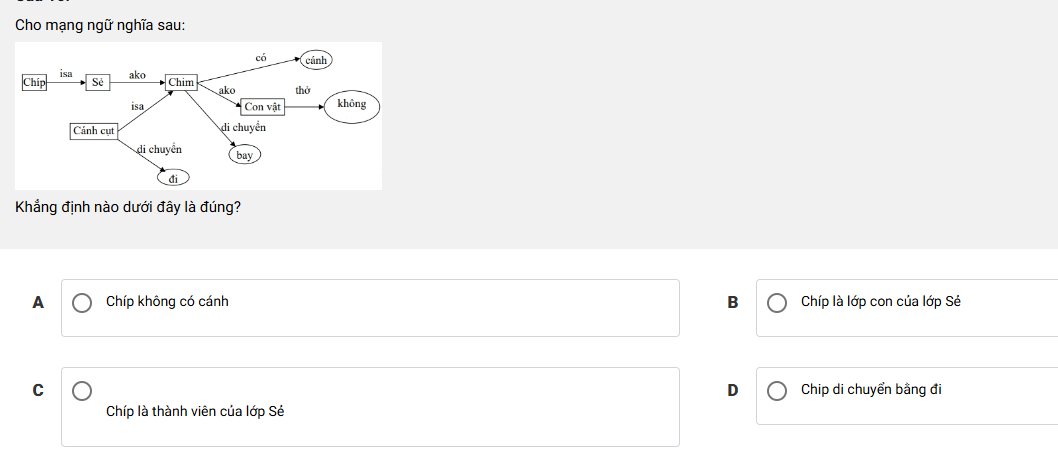 Cho mạng ngữ nghĩa sau:
có
cánh
isa
ako
Chíp
Sẻ
Chim
ako
thở
isa
Con vật
không
Cánh cụt
di chuyển
di chuyển
bay
đi
Khẳng định nào dưới đây là đúng?
A
Chíp không có cánh
B
Chíp là lớp con của lớp Sẻ
C
Chíp là thành viên của lớp Sẻ
D
Chip di chuyển bằng đi